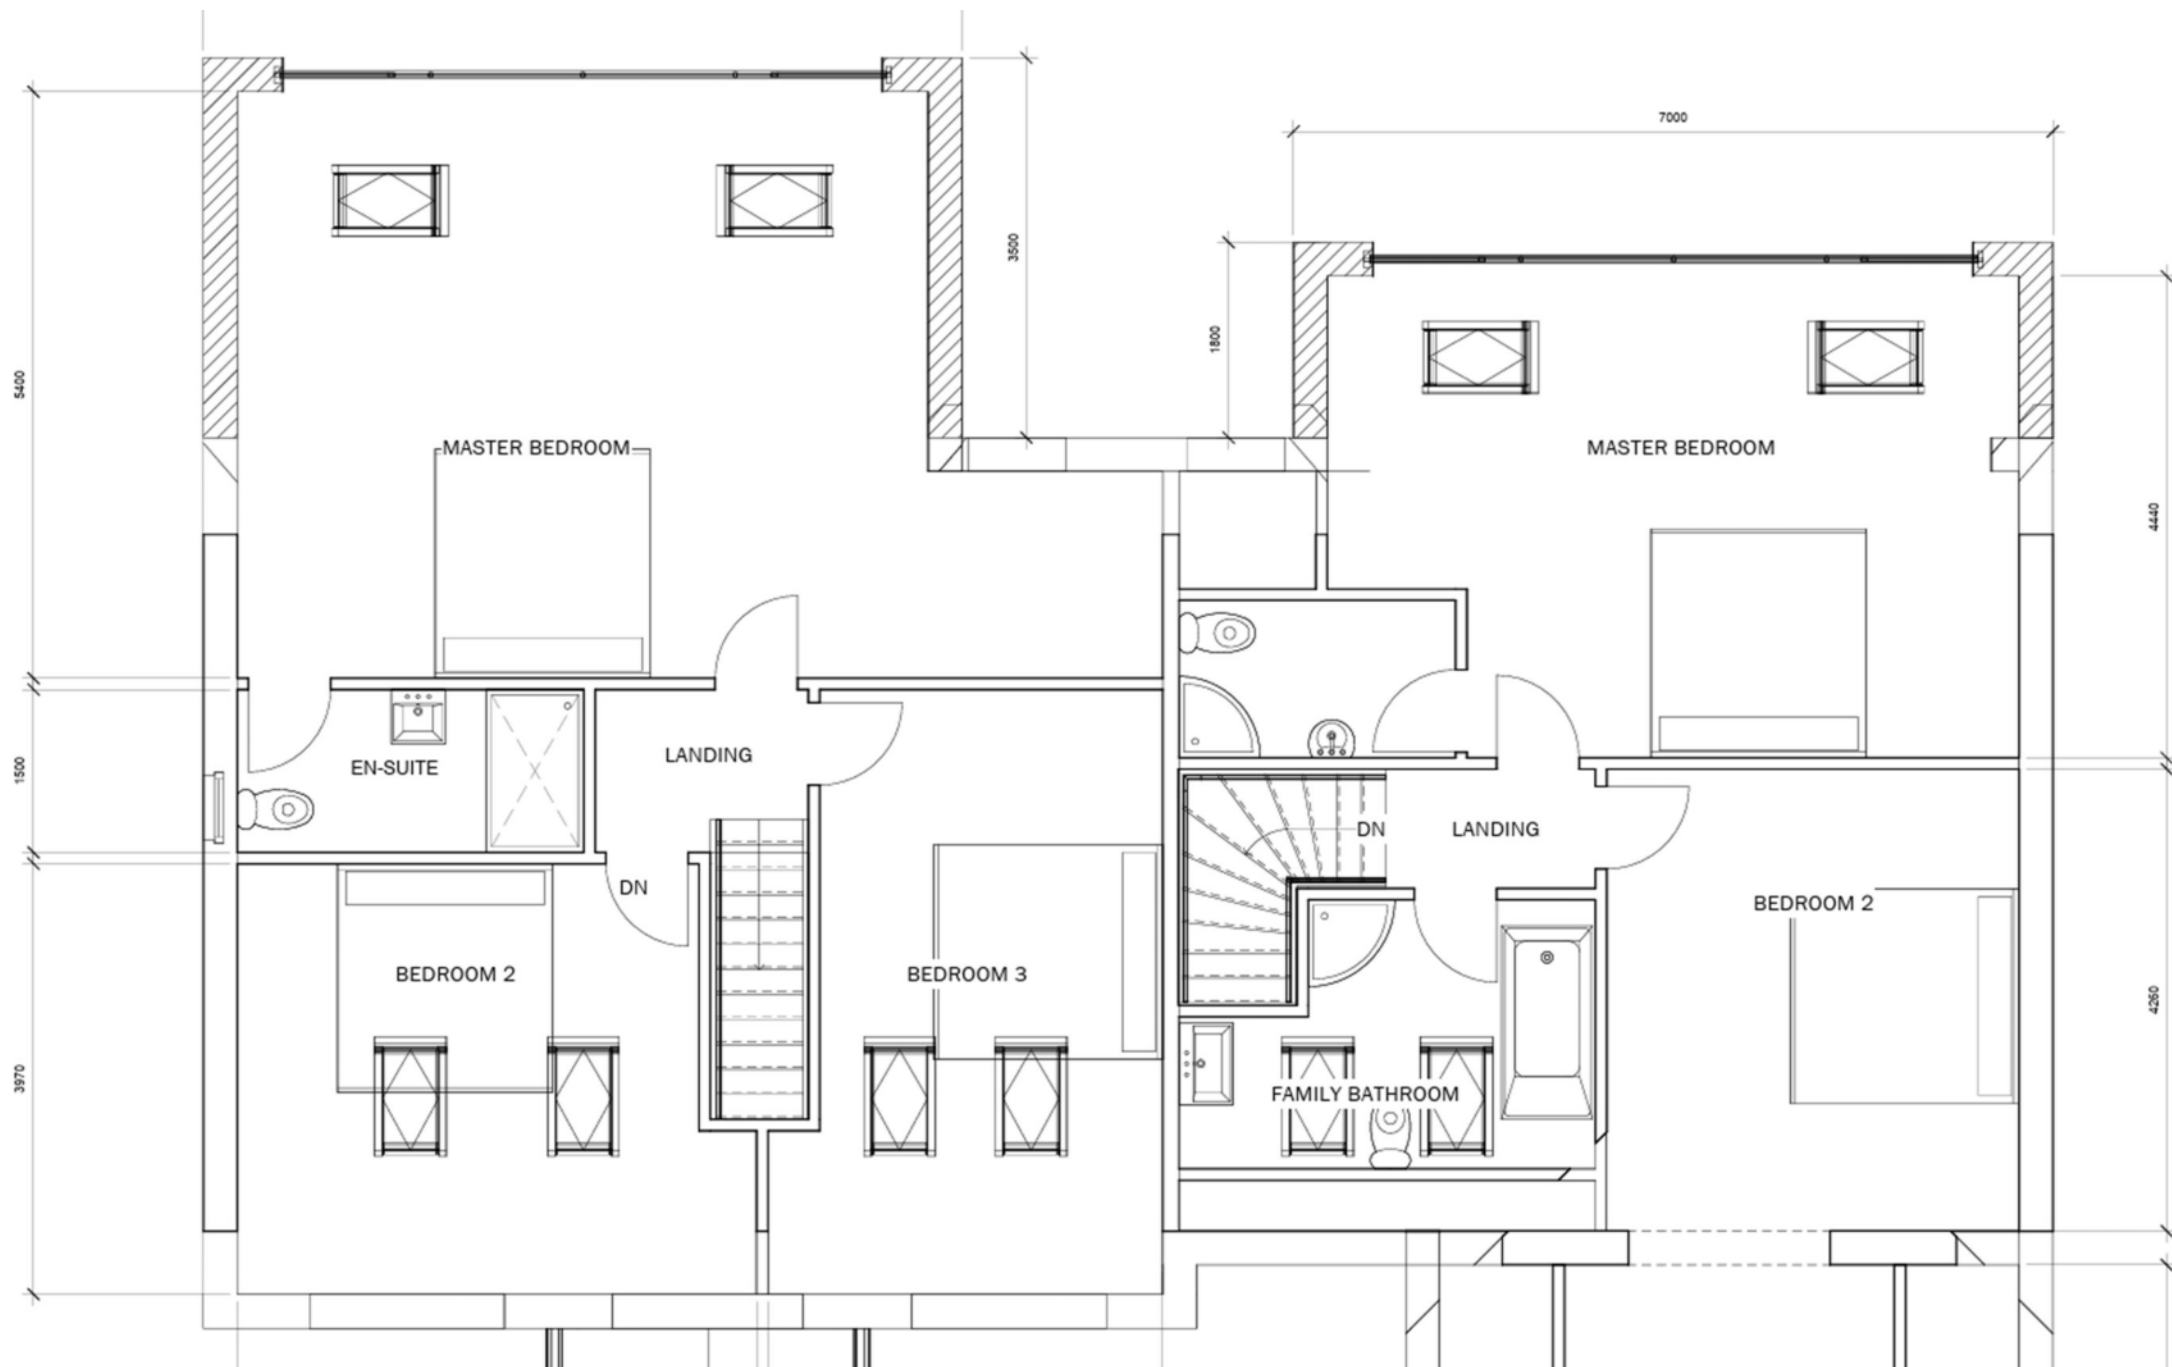 7000
3500
1800
5400
MASTER BEDROOM
MASTER BEDROOM
4440
EN-SUITE
LANDING
1500
DN
LANDING
DN
BEDROOM 2
BEDROOM 2
BEDROOM 3
4260
3970
FAMILY BATHROOM